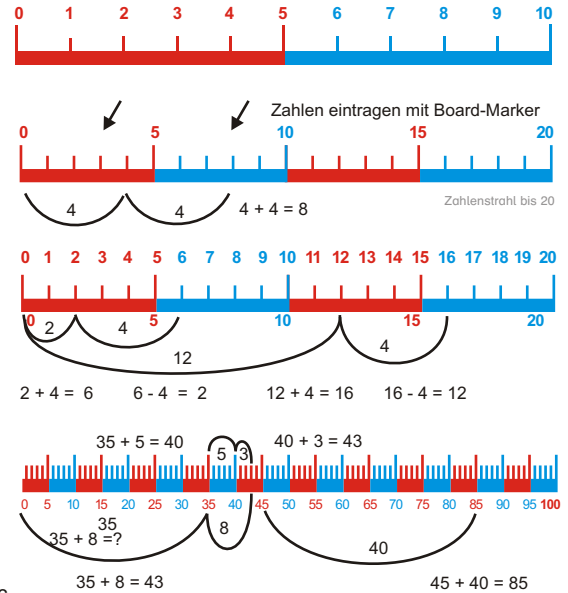 0 1 2 3 4 5 6 7 8 9 10
Zahlen eintragen mit Board-Marker
0 5 10 15 20
4 4 4 + 4 = 8 Zahlenstrahl bis 20
0 1 2 3 4 5 6 7 8 9 10 11 12 13 14 15 16 17 18 19 20
0 5 10 15 20
2 4 12 4
2 + 4 = 6 6 - 4 = 2 12 + 4 = 16 16 - 4 = 12
35 + 5 = 40 5 3 40 + 3 = 43
0 5 10 15 20 25 30 35 40 45 50 55 60 65 70 75 80 85 90 95 100
35
35 + 8 =? 8 40
35 + 8 = 43 45 + 40 = 85